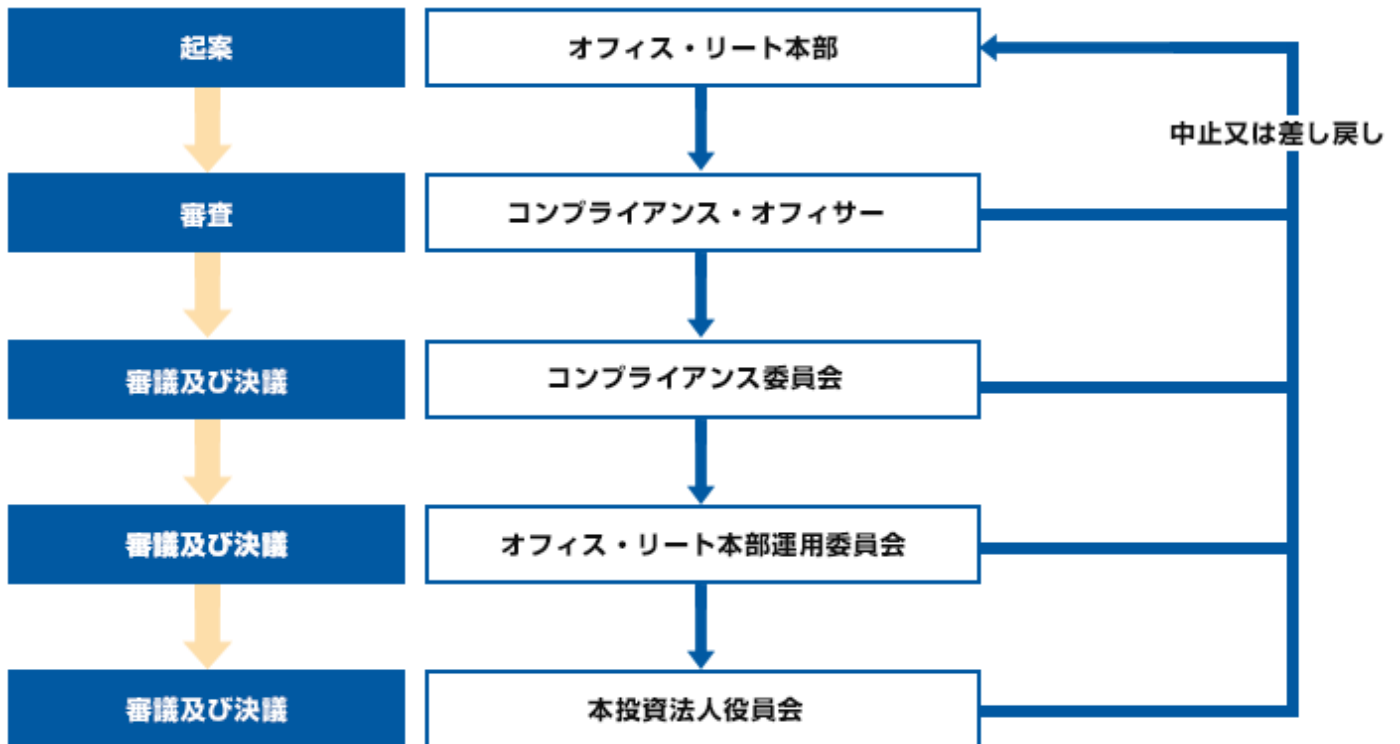 起案
オフィス・リート本部
中止又は差し戻し
審査
コンプライアンス・オフィサー
審議及び決議
コンプライアンス委員会
審議及び決議
オフィス・リート本部運用委員会
審議及び決議
本投資法人役員会